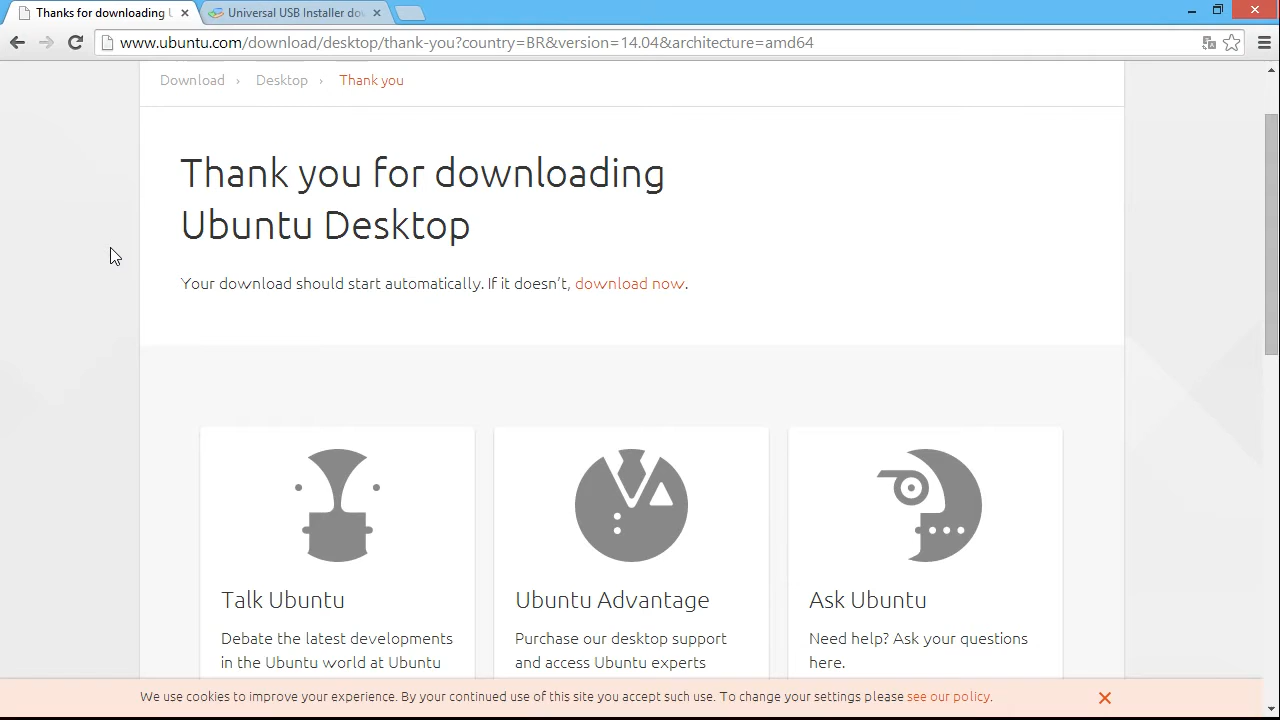 Thanks for downloading U
Universal USB Installer do
www.ubuntu.com/download/desktop/thank-you?country=BR&version=14.04&architecture=amd64
Download › Desktop › Thank you
Thank you for downloading
Ubuntu Desktop
Your download should start automatically. If it doesn’t, download now.
Talk Ubuntu
Debate the latest developments
in the Ubuntu world at Ubuntu
Ubuntu Advantage
Purchase our desktop support
and access Ubuntu experts
Ask Ubuntu
Need help? Ask your questions
here.
We use cookies to improve your experience. By your continued use of this site you accept such use. To change your settings please see our policy.